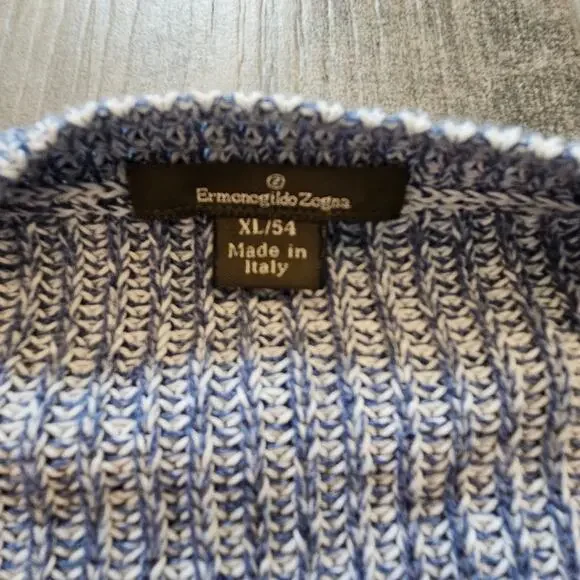 Ermenegildo Zegna
XL/54
Made in
Italy